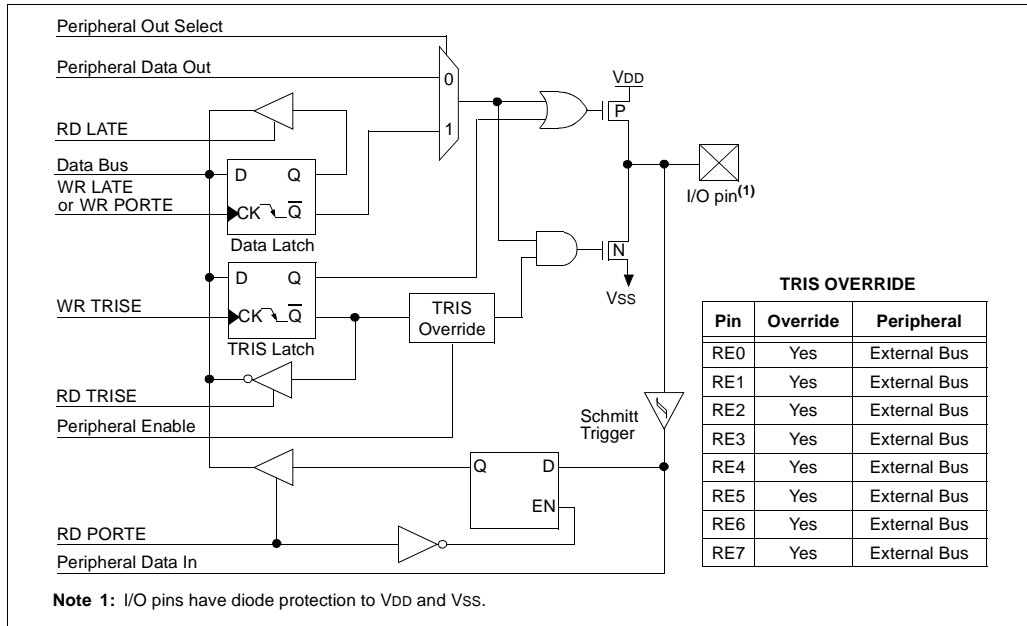 Peripheral Out Select
Peripheral Data Out
0
VDD
P
RD LATE
1
Data Bus
D Q
WR LATE
or WR PORTE
CK Q̅
I/O pin(1)
Data Latch
N
D Q
VSS
TRIS OVERRIDE
WR TRISE
CK Q̅
TRIS
Override
TRIS Latch
Pin Override Peripheral
RE0 Yes External Bus
RE1 Yes External Bus
RE2 Yes External Bus
RE3 Yes External Bus
RE4 Yes External Bus
RE5 Yes External Bus
RE6 Yes External Bus
RE7 Yes External Bus
RD TRISE
Peripheral Enable
Schmitt
Trigger
Q D
EN
RD PORTE
Peripheral Data In
Note 1: I/O pins have diode protection to VDD and VSS.